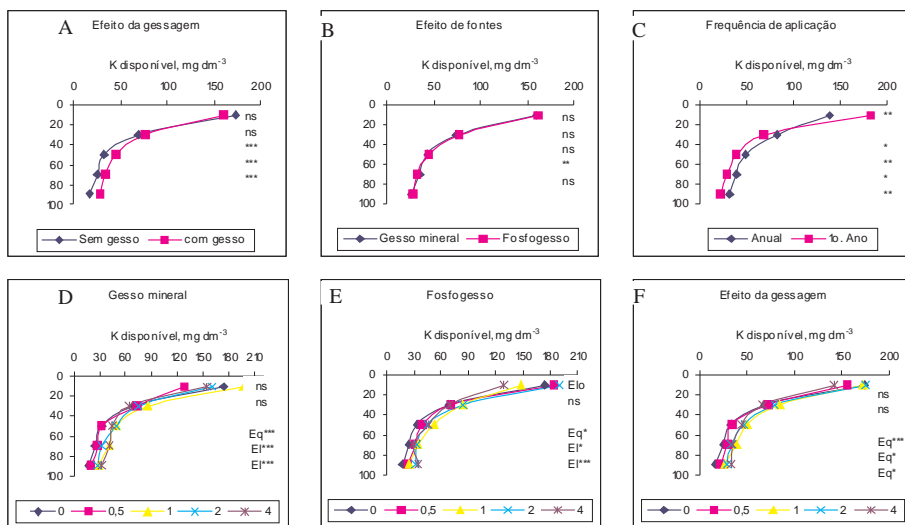 A Efeito da gessagem
K disponível, mg dm-3
0 50 100 150 200
0
20
40
60
80
100
ns
ns
***
***
***
Sem gesso com gesso
B Efeito de fontes
K disponível, mg dm-3
0 50 100 150 200
0
20
40
60
80
100
ns
ns
ns
**
ns
Gesso mineral Fosfogesso
C Frequência de aplicação
K disponível, mg dm-3
0 50 100 150 200
0
20
40
60
80
100
**
*
**
*
**
Anual 1o. Ano
D Gesso mineral
K disponível, mg dm-3
0 30 60 90 120 150 180 210
0
20
40
60
80
100
ns
ns
Eq***
El***
El***
0 0,5 1 2 4
E Fosfogesso
K disponível, mg dm-3
0 30 60 90 120 150 180 210
0
20
40
60
80
100
Elo
ns
Eq*
El*
El***
0 0,5 1 2 4
F Efeito da gessagem
K disponível, mg dm-3
0 50 100 150 200
0
20
40
60
80
100
ns
ns
Eq***
Eq*
Eq*
0 0,5 1 2 4